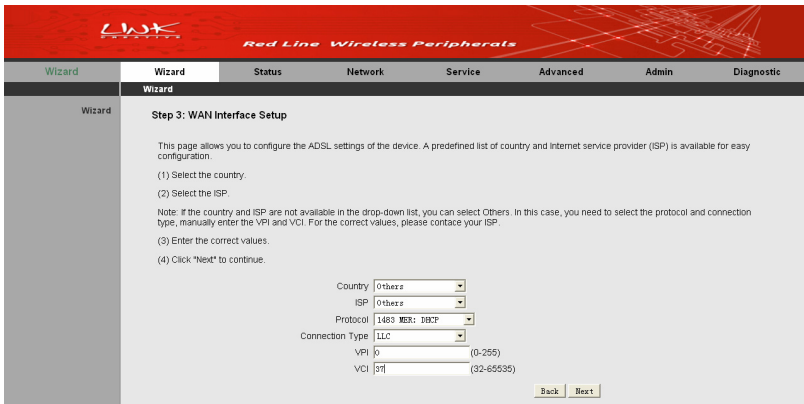 LINK
CREATION
Red Line Wireless Peripherals
Wizard
Wizard Status Network Service Advanced Admin Diagnostic
Wizard
Wizard
Step 3: WAN Interface Setup
This page allows you to configure the ADSL settings of the device. A predefined list of country and Internet service provider (ISP) is available for easy
configuration.
(1) Select the country.
(2) Select the ISP.
Note: If the country and ISP are not available in the drop-down list, you can select Others. In this case, you need to select the protocol and connection
type, manually enter the VPI and VCI. For the correct values, please contace your ISP.
(3) Enter the correct values.
(4) Click "Next" to continue.
Country Others
ISP Others
Protocol 1483 MER: DHCP
Connection Type LLC
VPI 0 (0-255)
VCI 37 (32-65535)
Back Next